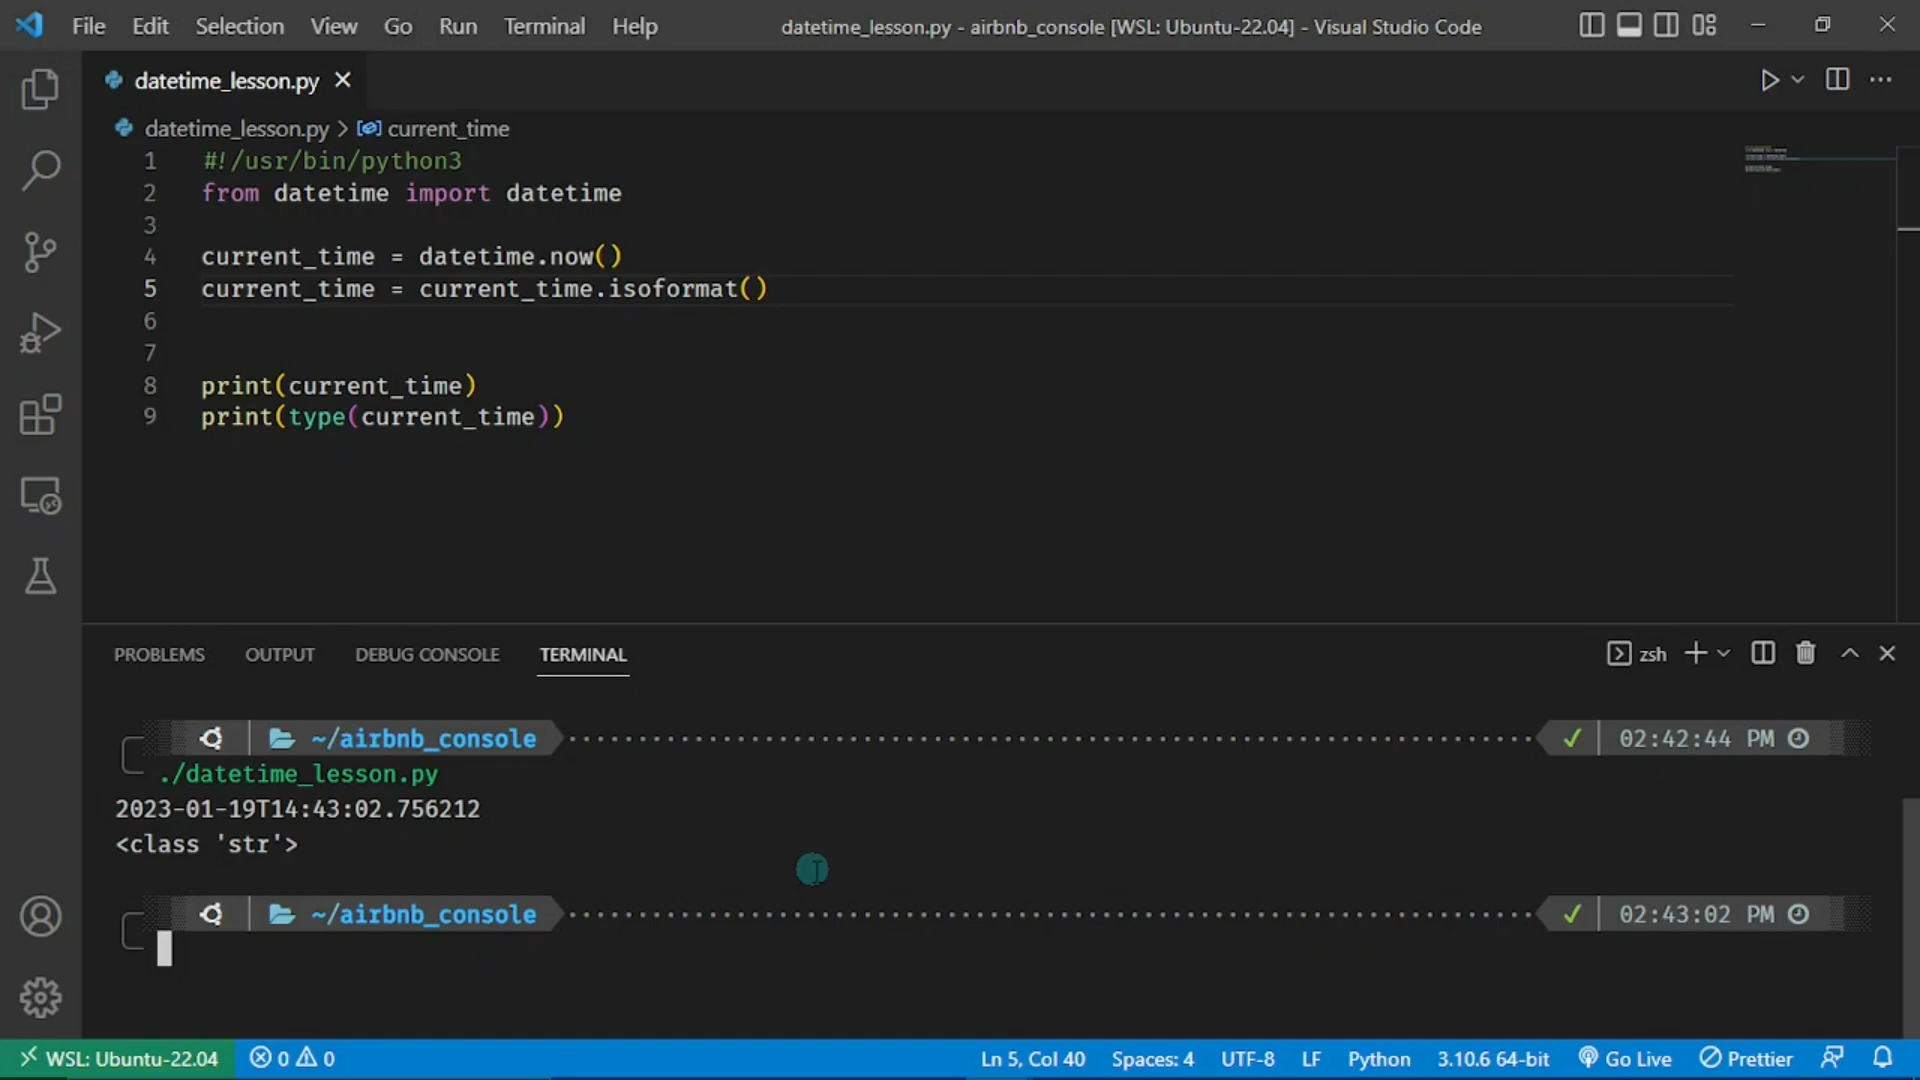 File Edit Selection View Go Run Terminal Help datetime_lesson.py - airbnb_console [WSL: Ubuntu-22.04] - Visual Studio Code
datetime_lesson.py
datetime_lesson.py > current_time
1 #!/usr/bin/python3
2 from datetime import datetime
3
4 current_time = datetime.now()
5 current_time = current_time.isoformat()
6
7
8 print(current_time)
9 print(type(current_time))
PROBLEMS OUTPUT DEBUG CONSOLE TERMINAL zsh
~/airbnb_console 02:42:44 PM
./datetime_lesson.py
2023-01-19T14:43:02.756212
<class 'str'>
~/airbnb_console 02:43:02 PM
WSL: Ubuntu-22.04 0 0 Ln 5, Col 40 Spaces: 4 UTF-8 LF Python 3.10.6 64-bit Go Live Prettier